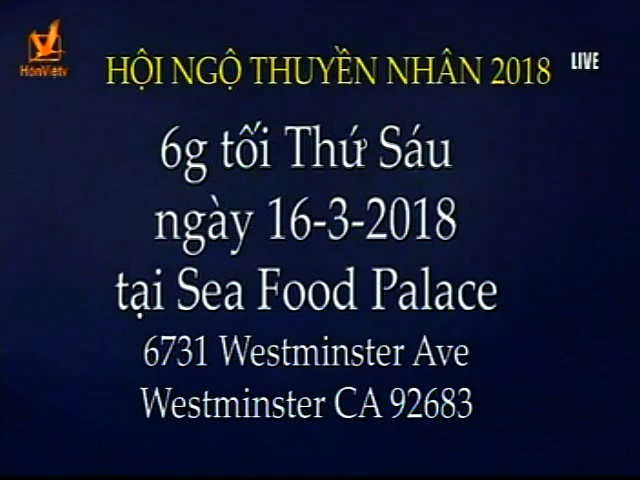 HỘI NGỘ THUYỀN NHÂN 2018
LIVE
HồnViệttv
6g tối Thứ Sáu
ngày 16-3-2018
tại Sea Food Palace
6731 Westminster Ave
Westminster CA 92683